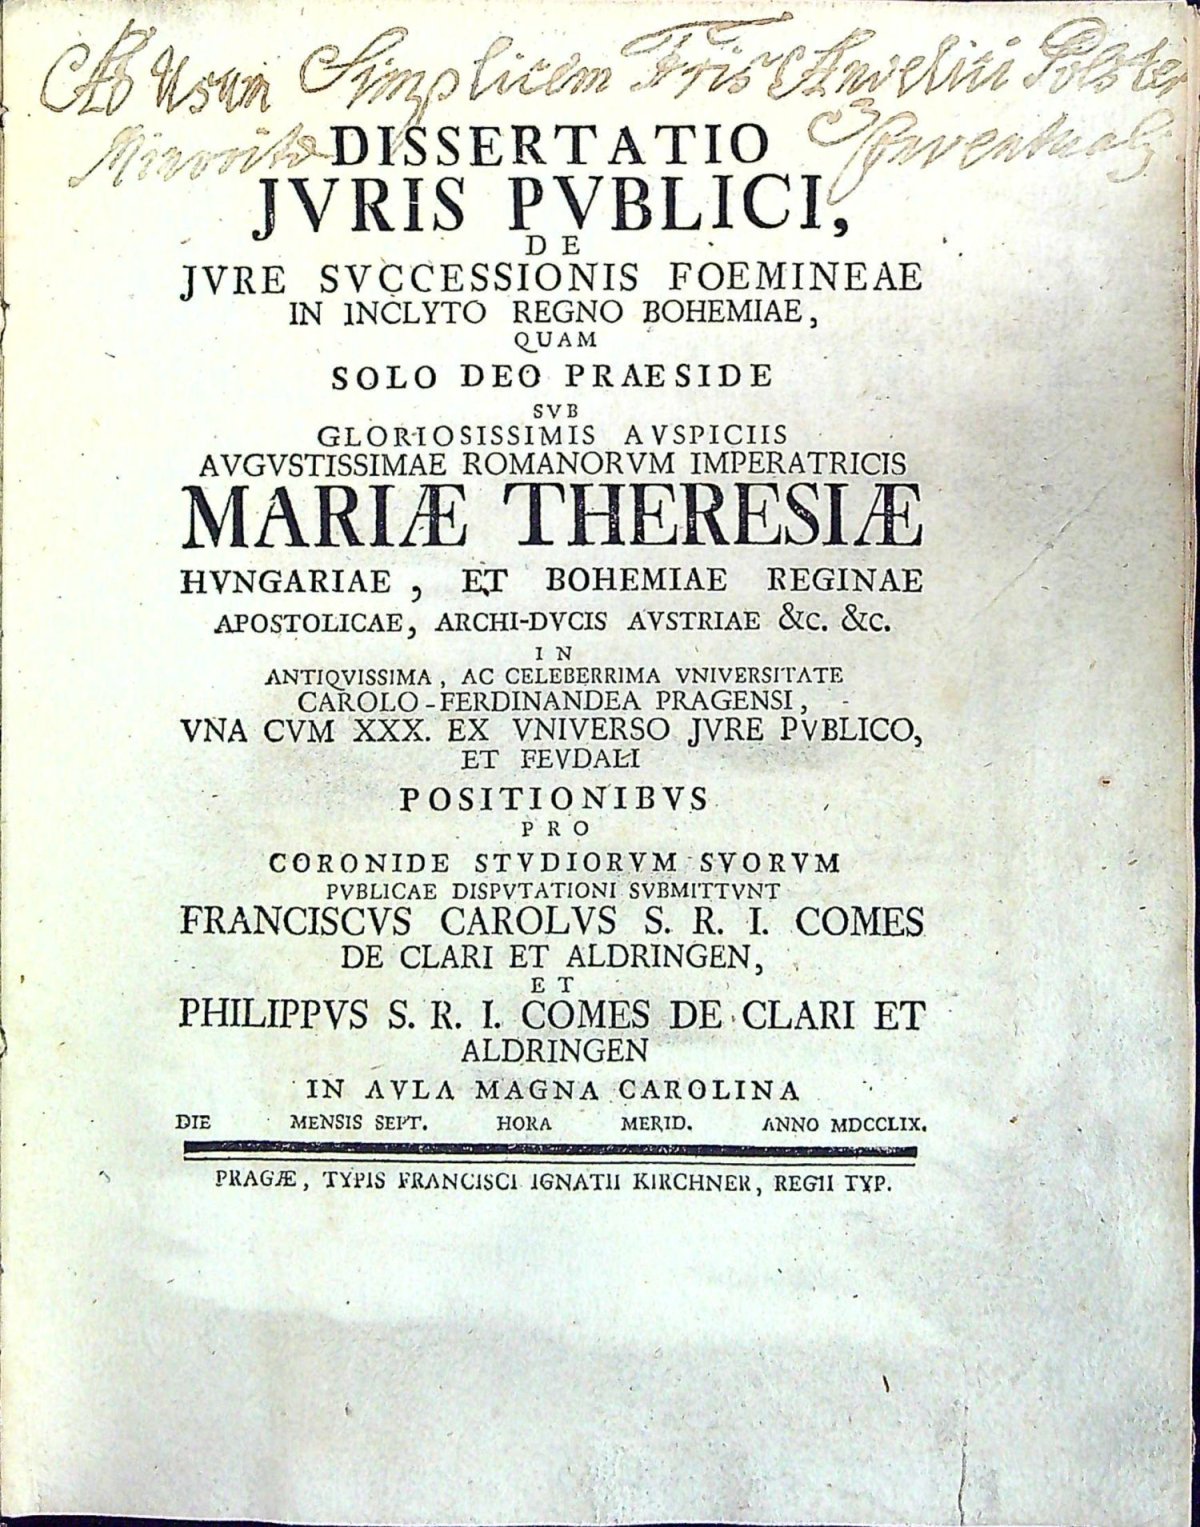 Ad Usum Simplicem Fris Angelici Polster
Minorite Conventualis
DISSERTATIO
JVRIS PVBLICI,
DE
JVRE SVCCESSIONIS FOEMINEAE
IN INCLYTO REGNO BOHEMIAE,
QUAM
SOLO DEO PRAESIDE
SVB
GLORIOSISSIMIS AVSPICIIS
AVGVSTISSIMAE ROMANORVM IMPERATRICIS
MARIÆ THERESIÆ
HVNGARIAE, ET BOHEMIAE REGINAE
APOSTOLICAE, ARCHI-DVCIS AVSTRIAE &C. &C.
IN
ANTIQVISSIMA, AC CELEBERRIMA VNIVERSITATE
CAROLO-FERDINANDEA PRAGENSI,
VNA CVM XXX. EX VNIVERSO JVRE PVBLICO,
ET FEVDALI
POSITIONIBVS
PRO
CORONIDE STVDIORVM SVORVM
PVBLICAE DISPVTATIONI SVBMITTVNT
FRANCISCVS CAROLVS S. R. I. COMES
DE CLARI ET ALDRINGEN,
ET
PHILIPPVS S. R. I. COMES DE CLARI ET
ALDRINGEN
IN AVLA MAGNA CAROLINA
DIE MENSIS SEPT. HORA MERID. ANNO MDCCLIX.
PRAGÆ, TYPIS FRANCISCI IGNATII KIRCHNER, REGII TYP.